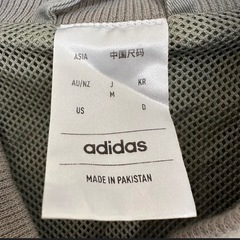 ASIA 中国尺码
AU/NZ J KR
M
US D
adidas
MADE IN PAKISTAN